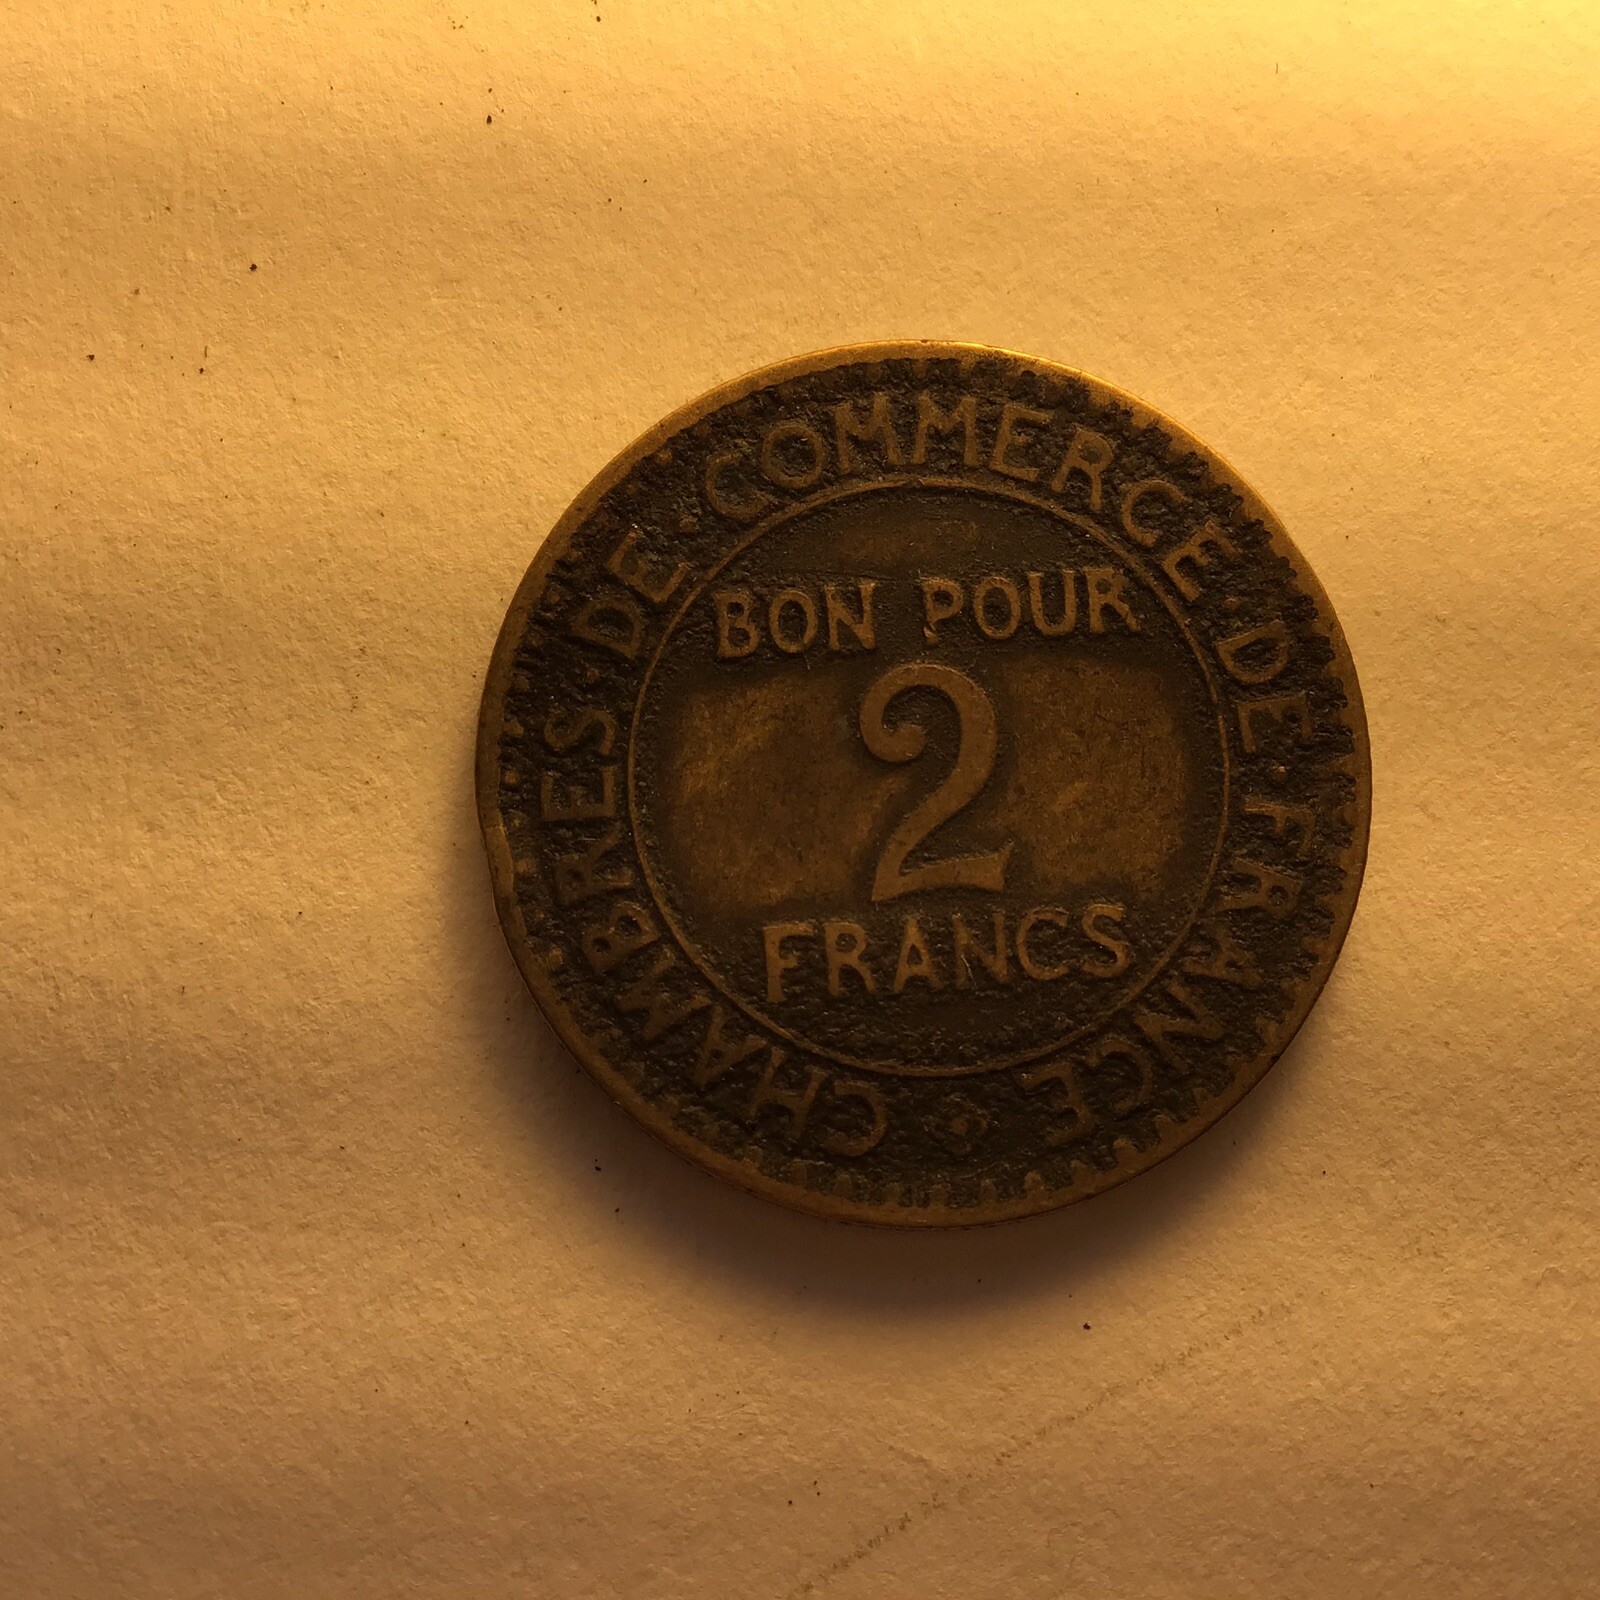 CHAMBRES·DE·COMMERCE·DE·FRANCE
BON POUR
2
FRANCS